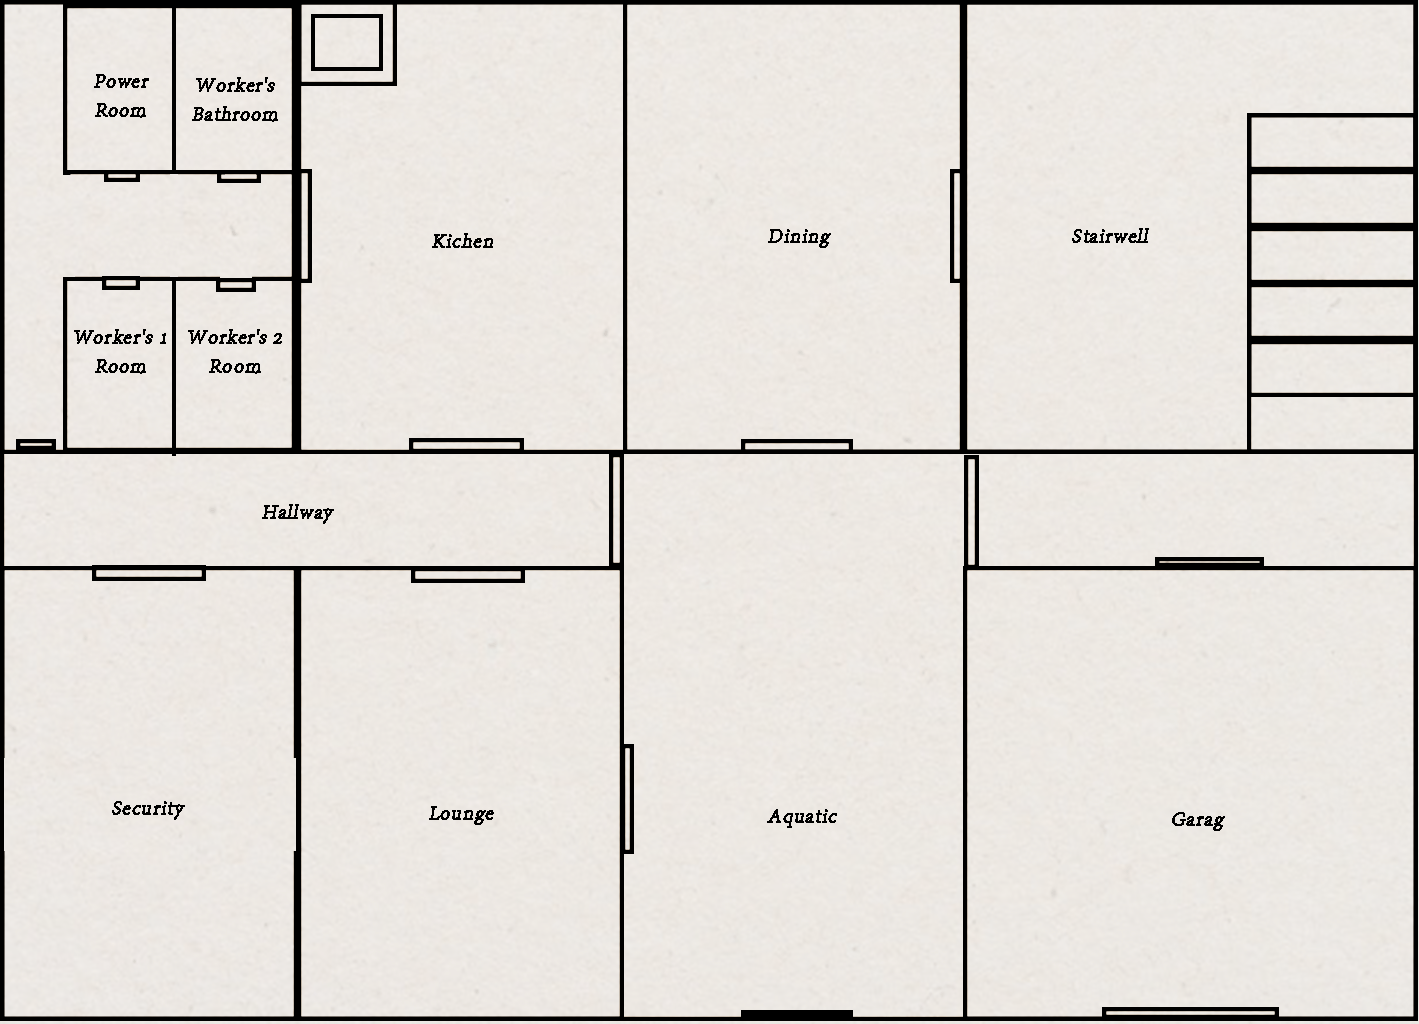 Power
Room
Worker's
Bathroom
Kichen
Dining
Stairwell
Worker's 1
Room
Worker's 2
Room
Hallway
Security
Lounge
Aquatic
Garag